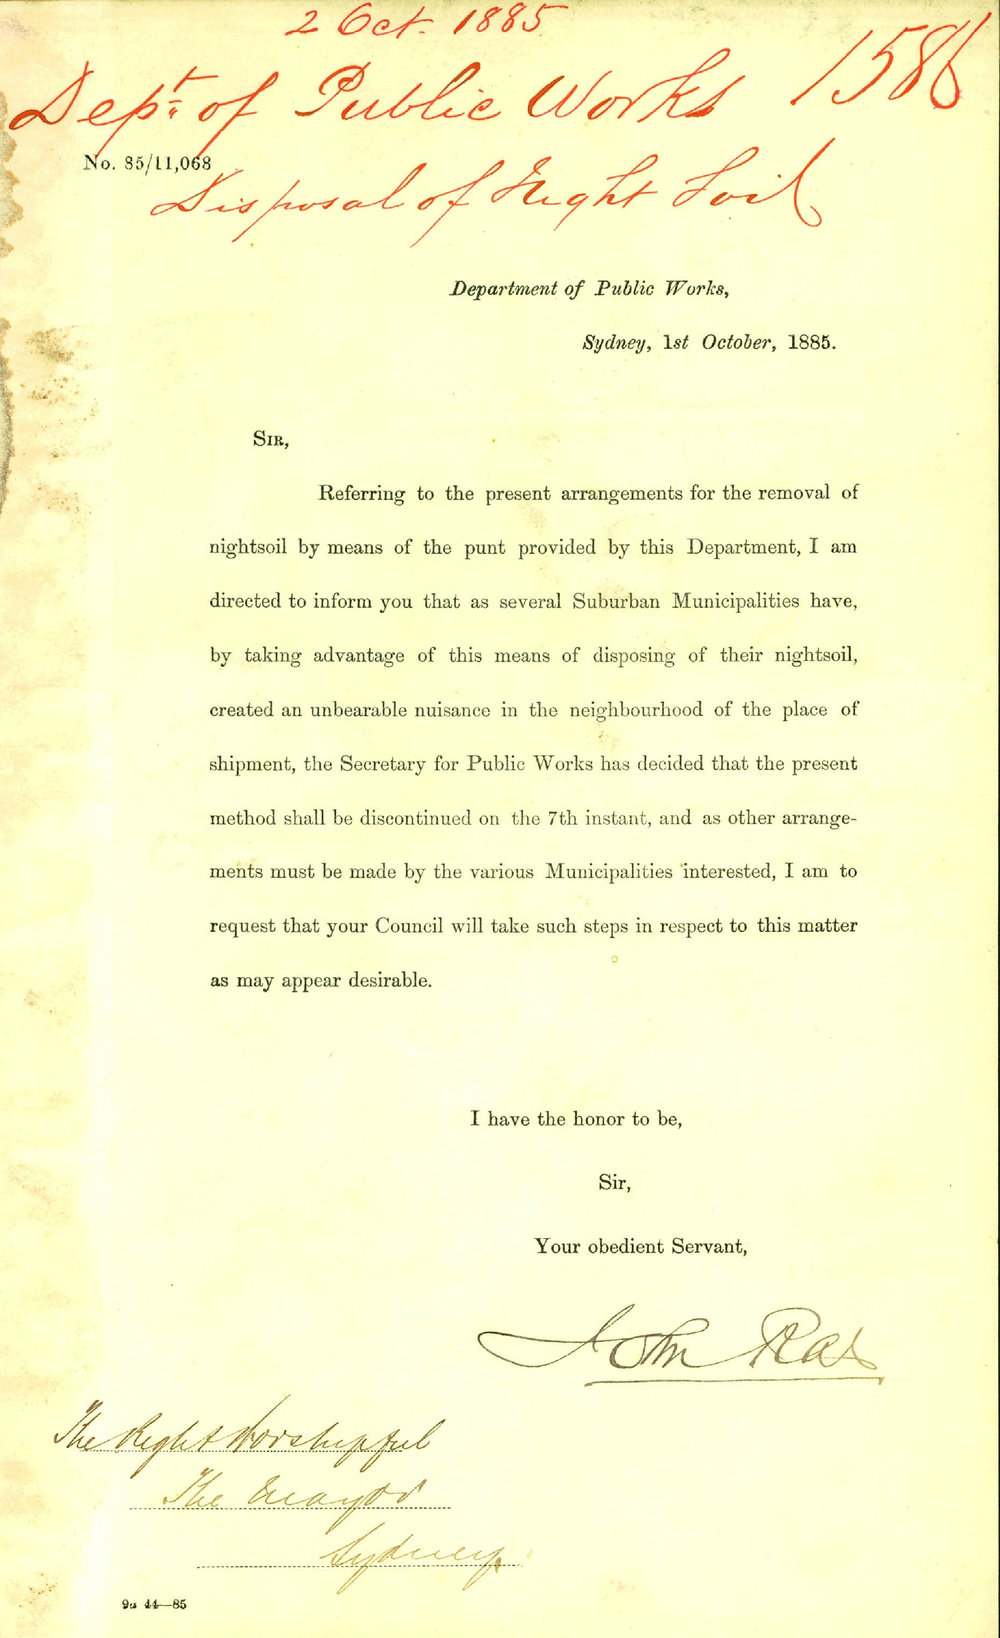 2 Oct. 1885
1586
Dept. of Public Works
No. 85/11,068
Disposal of Night Soil
Department of Public Works,
Sydney, 1st October, 1885.
SIR,
Referring to the present arrangements for the removal of
nightsoil by means of the punt provided by this Department, I am
directed to inform you that as several Suburban Municipalities have,
by taking advantage of this means of disposing of their nightsoil,
created an unbearable nuisance in the neighbourhood of the place of
shipment, the Secretary for Public Works has decided that the present
method shall be discontinued on the 7th instant, and as other arrange-
ments must be made by the various Municipalities interested, I am to
request that your Council will take such steps in respect to this matter
as may appear desirable.
I have the honor to be,
Sir,
Your obedient Servant,
John Rae
The Right Worshipful
The Mayor
Sydney.
9a 44—85